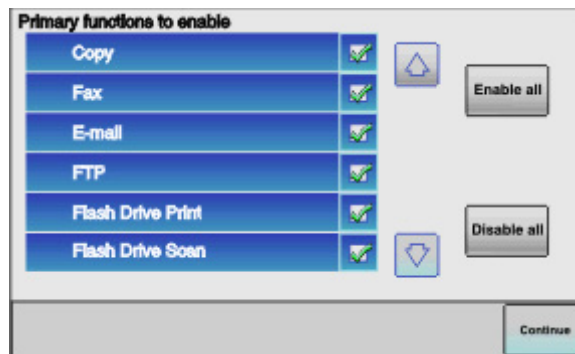 Primary functions to enable
Copy
Fax
Enable all
E-mail
FTP
Flash Drive Print
Disable all
Flash Drive Scan
Continue